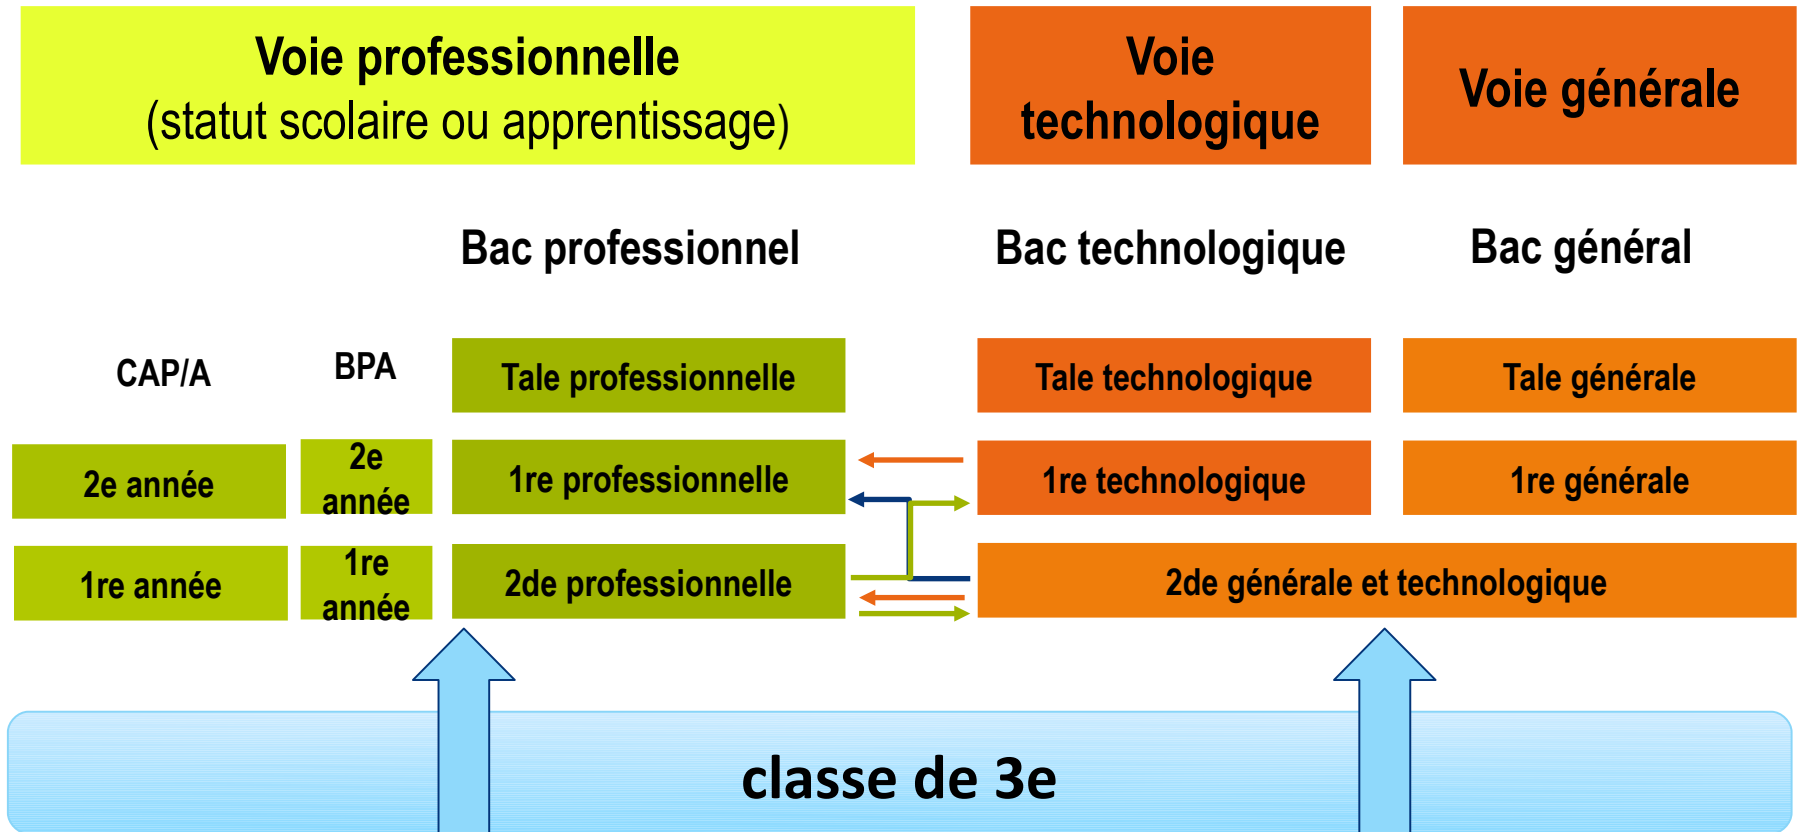 Voie professionnelle
(statut scolaire ou apprentissage)
Voie
technologique
Voie générale
Bac professionnel
Bac technologique
Bac général
CAP/A
BPA
Tale professionnelle
Tale technologique
Tale générale
2e année
2e
année
1re professionnelle
1re technologique
1re générale
1re année
1re
année
2de professionnelle
2de générale et technologique
classe de 3e